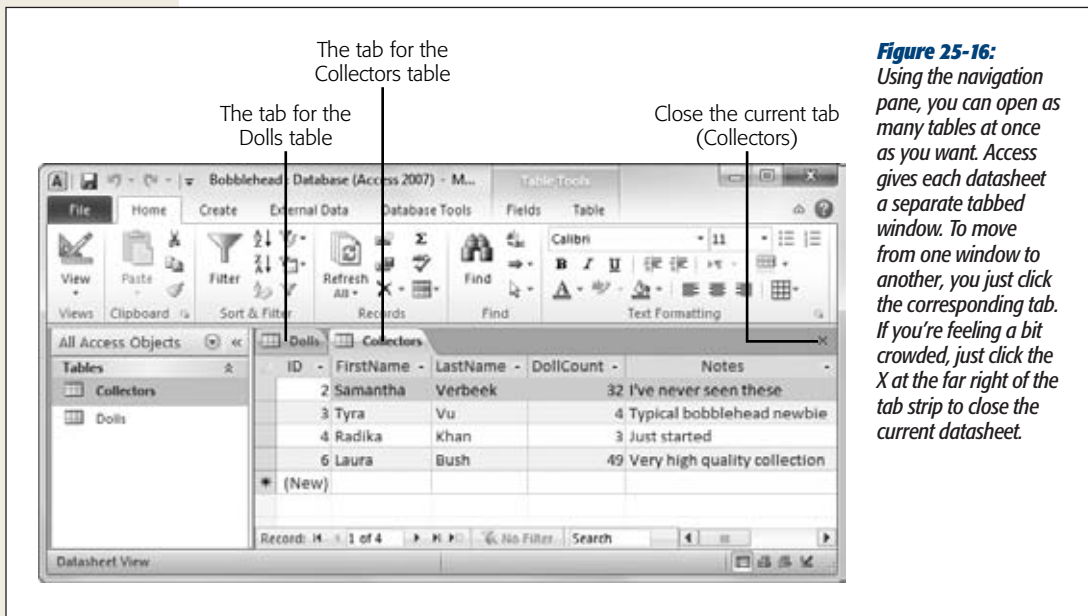 The tab for the
Collectors table
The tab for the
Dolls table
Close the current tab
(Collectors)
Bobblehead : Database (Access 2007) - M...
Table Tools
File Home Create External Data Database Tools Fields Table
View
Paste
Filter
Refresh
All
Find
Calibri
11
B I U
A
Views
Clipboard
Sort & Filter
Records
Find
Text Formatting
All Access Objects
Dolls
Collectors
Tables
Collectors
Dolls
ID FirstName LastName DollCount Notes
2 Samantha Verbeek 32 I've never seen these
3 Tyra Vu 4 Typical bobblehead newbie
4 Radika Khan 3 Just started
6 Laura Bush 49 Very high quality collection
* (New)
Record: 1 of 4 No Filter Search
Datasheet View
Figure 25-16:
Using the navigation
pane, you can open as
many tables at once
as you want. Access
gives each datasheet
a separate tabbed
window. To move
from one window to
another, you just click
the corresponding tab.
If you're feeling a bit
crowded, just click the
X at the far right of the
tab strip to close the
current datasheet.